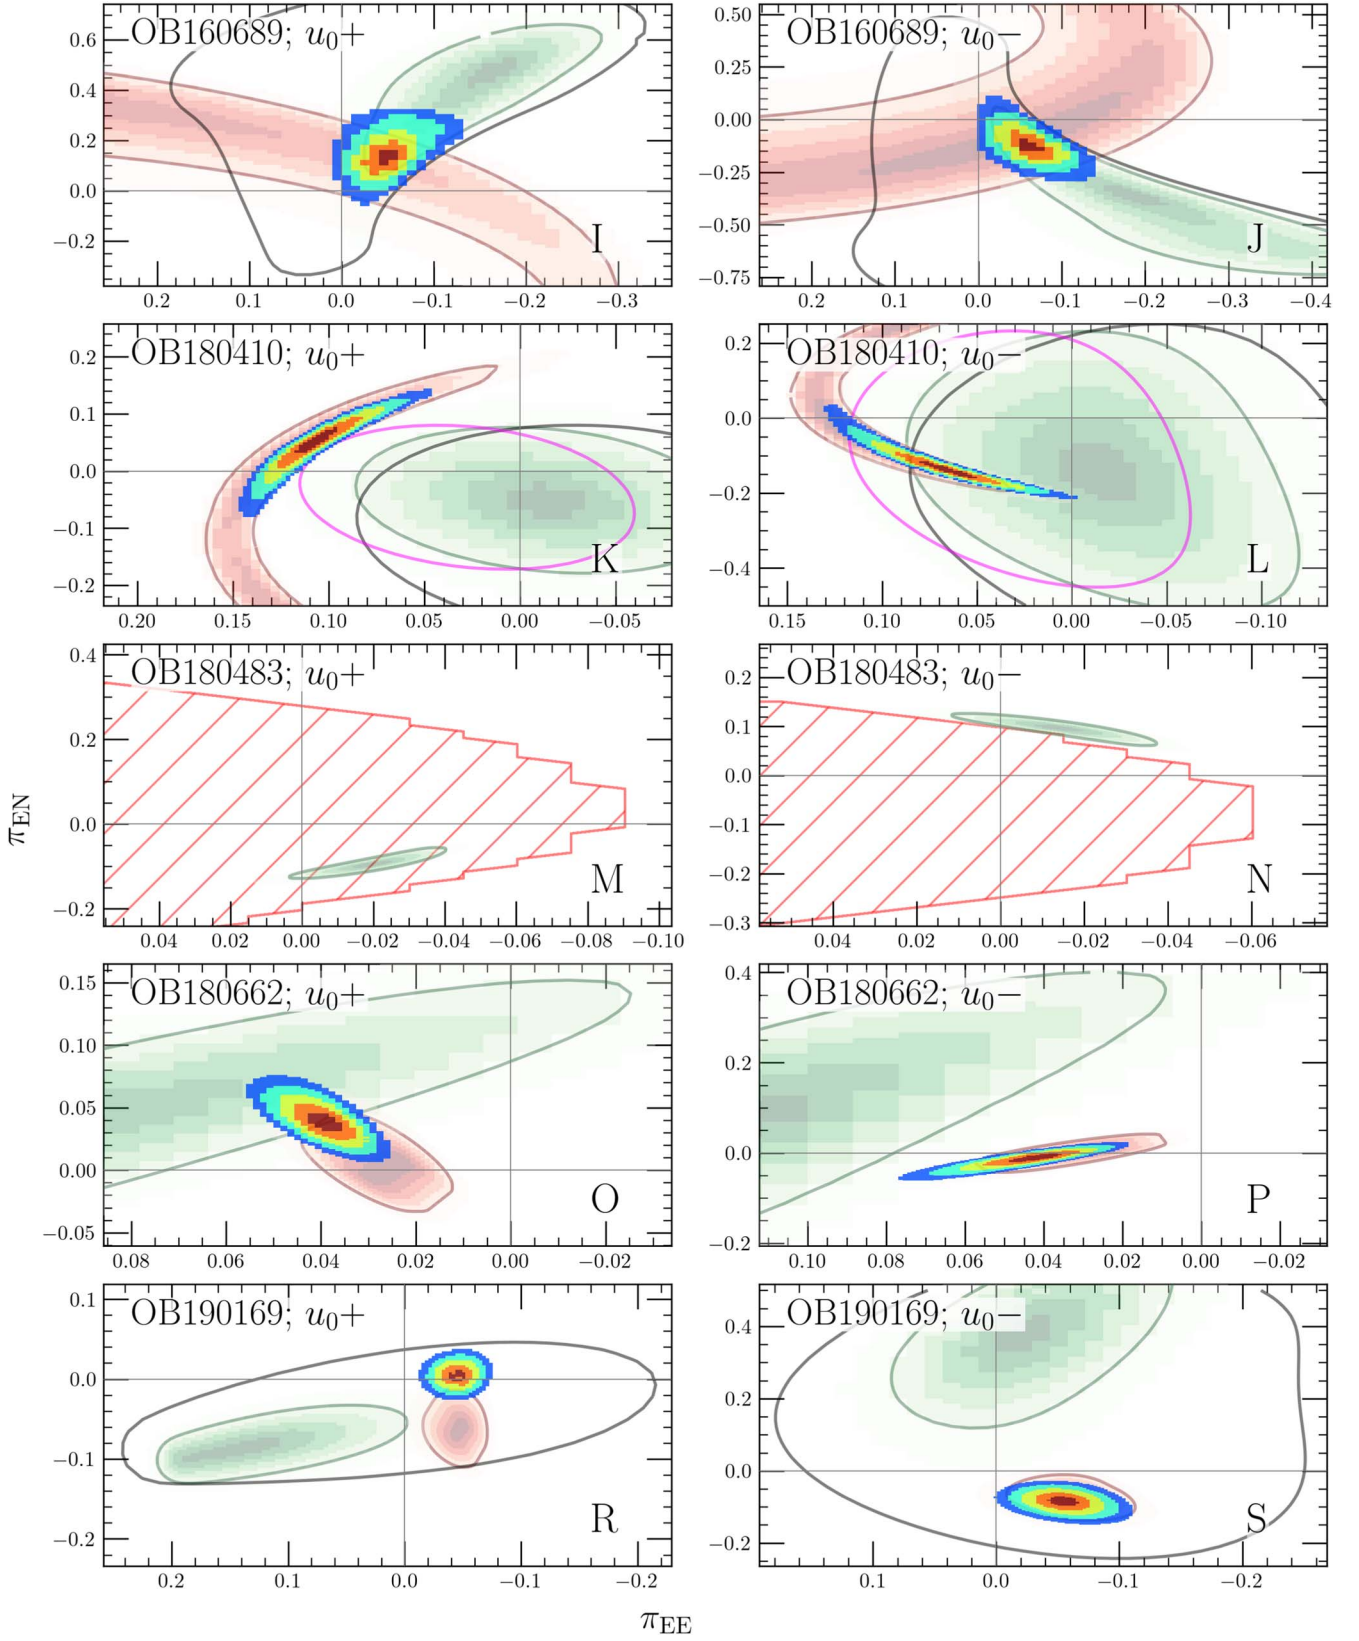 OB160689; u₀+
0.6
0.4
0.2
0.0
−0.2
I
0.2 0.1 0.0 −0.1 −0.2 −0.3
OB160689; u₀−
0.50
0.25
0.00
−0.25
−0.50
−0.75
J
0.2 0.1 0.0 −0.1 −0.2 −0.3 −0.4
OB180410; u₀+
0.2
0.1
0.0
−0.1
−0.2
K
0.20 0.15 0.10 0.05 0.00 −0.05
OB180410; u₀−
0.2
0.0
−0.2
−0.4
L
0.15 0.10 0.05 0.00 −0.05 −0.10
OB180483; u₀+
0.4
0.2
0.0
−0.2
M
0.04 0.02 0.00 −0.02 −0.04 −0.06 −0.08 −0.10
OB180483; u₀−
0.2
0.1
0.0
−0.1
−0.2
−0.3
N
0.04 0.02 0.00 −0.02 −0.04 −0.06
πEN
OB180662; u₀+
0.15
0.10
0.05
0.00
−0.05
O
0.08 0.06 0.04 0.02 0.00 −0.02
OB180662; u₀−
0.4
0.2
0.0
−0.2
P
0.10 0.08 0.06 0.04 0.02 0.00 −0.02
OB190169; u₀+
0.1
0.0
−0.1
−0.2
R
0.2 0.1 0.0 −0.1 −0.2
OB190169; u₀−
0.4
0.2
0.0
−0.2
S
0.1 0.0 −0.1 −0.2
πEE